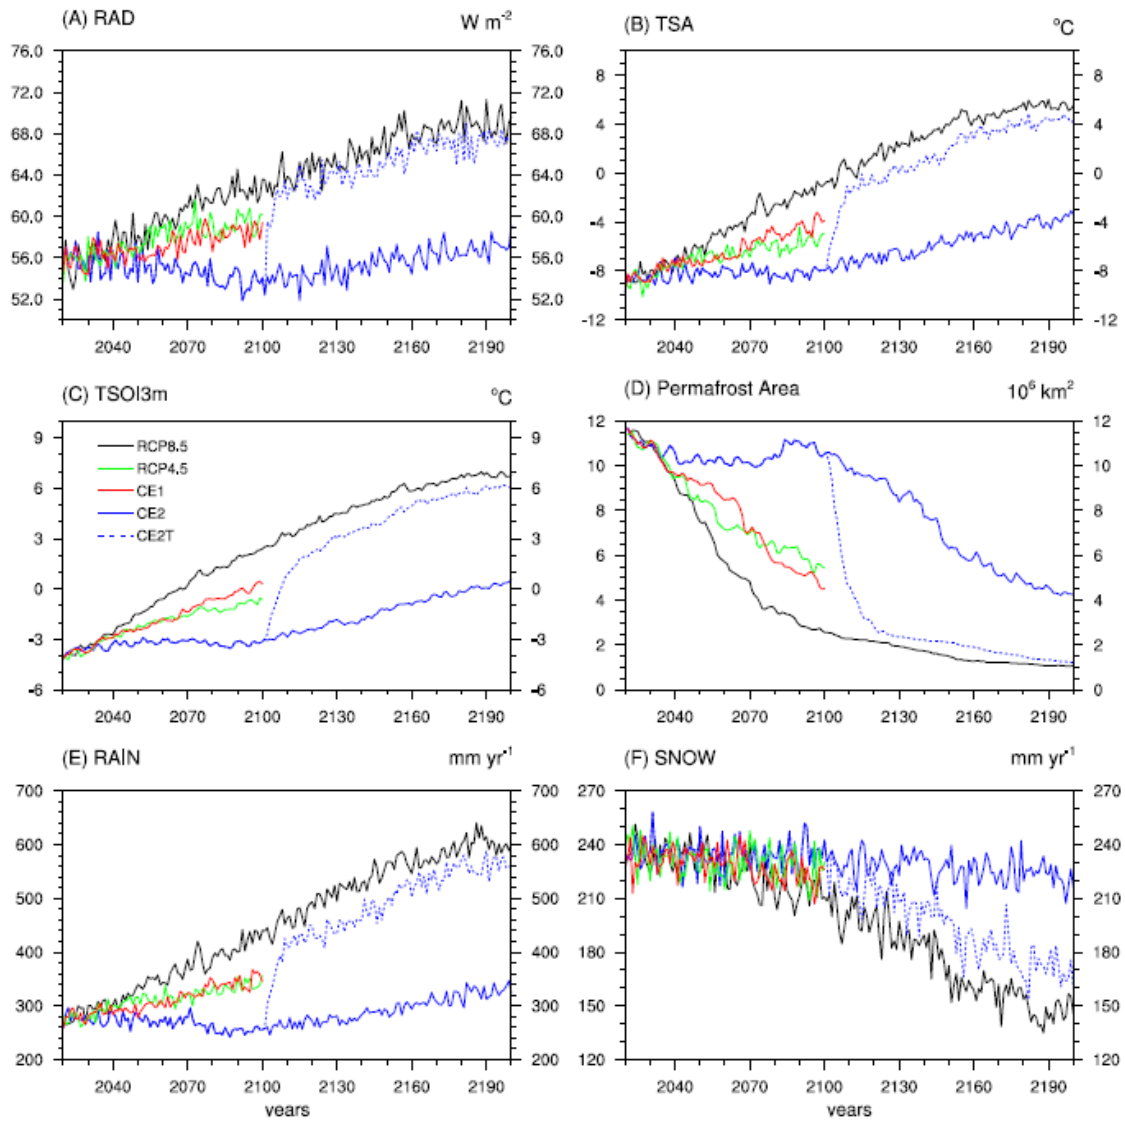 (A) RAD W m-2 (B) TSA ºC
76.0 76.0
72.0 72.0 8 8
68.0 68.0 4 4
64.0 64.0 0 0
60.0 60.0 -4 -4
56.0 56.0 -8 -8
52.0 52.0 -12 -12
2040 2070 2100 2130 2160 2190 2040 2070 2100 2130 2160 2190
(C) TSOI3m ºC (D) Permafrost Area 10^6 km^2
9 9 12 12
RCP8.5
RCP4.5
CE1
CE2
CE2T
6 6 10 10
3 3 8 8
0 0 6 6
-3 -3 4 4
-6 -6 2 2
0 0
2040 2070 2100 2130 2160 2190 2040 2070 2100 2130 2160 2190
(E) RAIN mm yr-1 (F) SNOW mm yr-1
700 700 270 270
600 600 240 240
500 500 210 210
400 400 180 180
300 300 150 150
200 200 120 120
2040 2070 2100 2130 2160 2190 2040 2070 2100 2130 2160 2190
years years